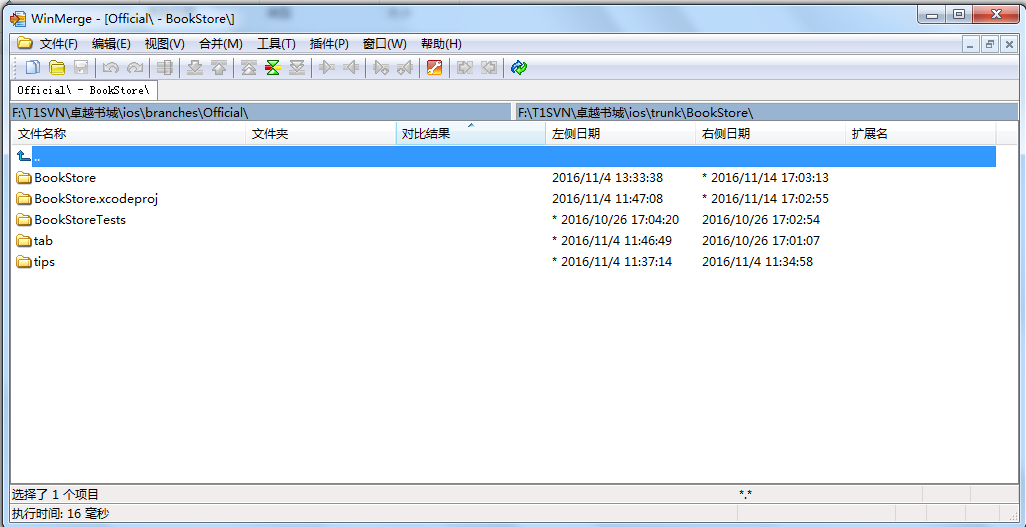 WinMerge - [Official\ - BookStore\]
文件(F) 编辑(E) 视图(V) 合并(M) 工具(T) 插件(P) 窗口(W) 帮助(H)
Official\ - BookStore\
F:\T1SVN\卓越书城\ios\branches\Official\ F:\T1SVN\卓越书城\ios\trunk\BookStore\
文件名称 文件夹 对比结果 左侧日期 右侧日期 扩展名
..
BookStore 2016/11/4 13:33:38 * 2016/11/14 17:03:13
BookStore.xcodeproj 2016/11/4 11:47:08 * 2016/11/14 17:02:55
BookStoreTests * 2016/10/26 17:04:20 2016/10/26 17:02:54
tab * 2016/11/4 11:46:49 2016/10/26 17:01:07
tips * 2016/11/4 11:37:14 2016/11/4 11:34:58
选择了 1 个项目 *.*
执行时间: 16 毫秒